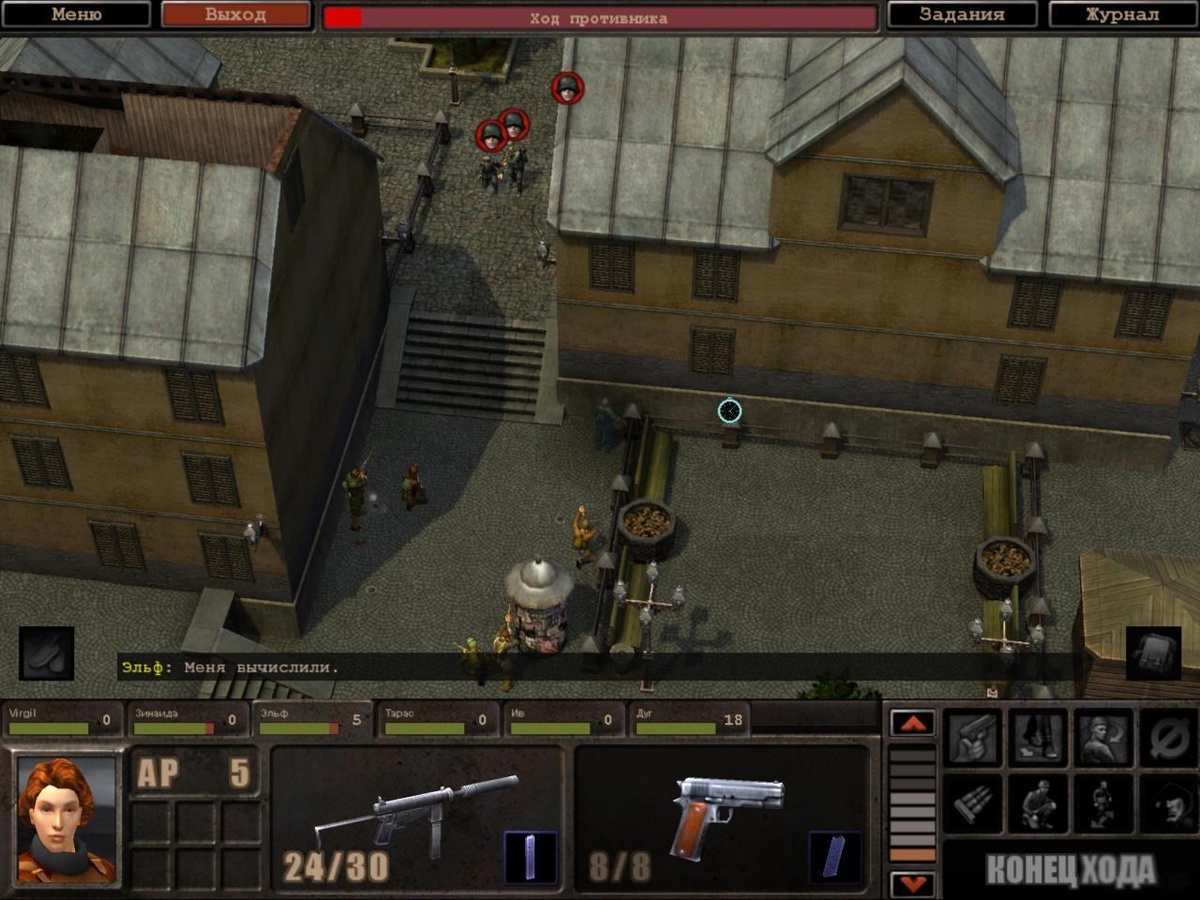 Меню Выход Ход противника Задания Журнал
Эльф: Меня вычислили.
Virgil 0 Зинаида 0 Эльф 5 Тарас 0 Ив 0 Дуг 18
AP 5
24/30 8/8
КОНЕЦ ХОДА